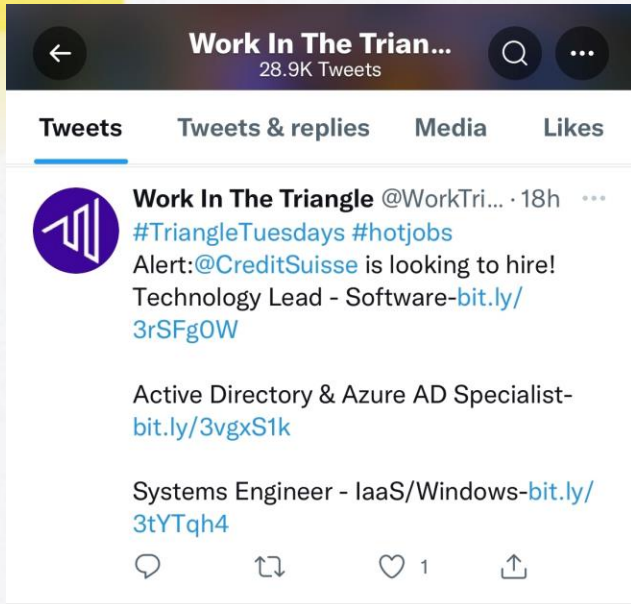 Work In The Trian...
28.9K Tweets
Tweets Tweets & replies Media Likes
Work In The Triangle @WorkTri... · 18h
#TriangleTuesdays #hotjobs
Alert:@CreditSuisse is looking to hire!
Technology Lead - Software-bit.ly/
3rSFg0W
Active Directory & Azure AD Specialist-
bit.ly/3vgxS1k
Systems Engineer - IaaS/Windows-bit.ly/
3tYTqh4
1